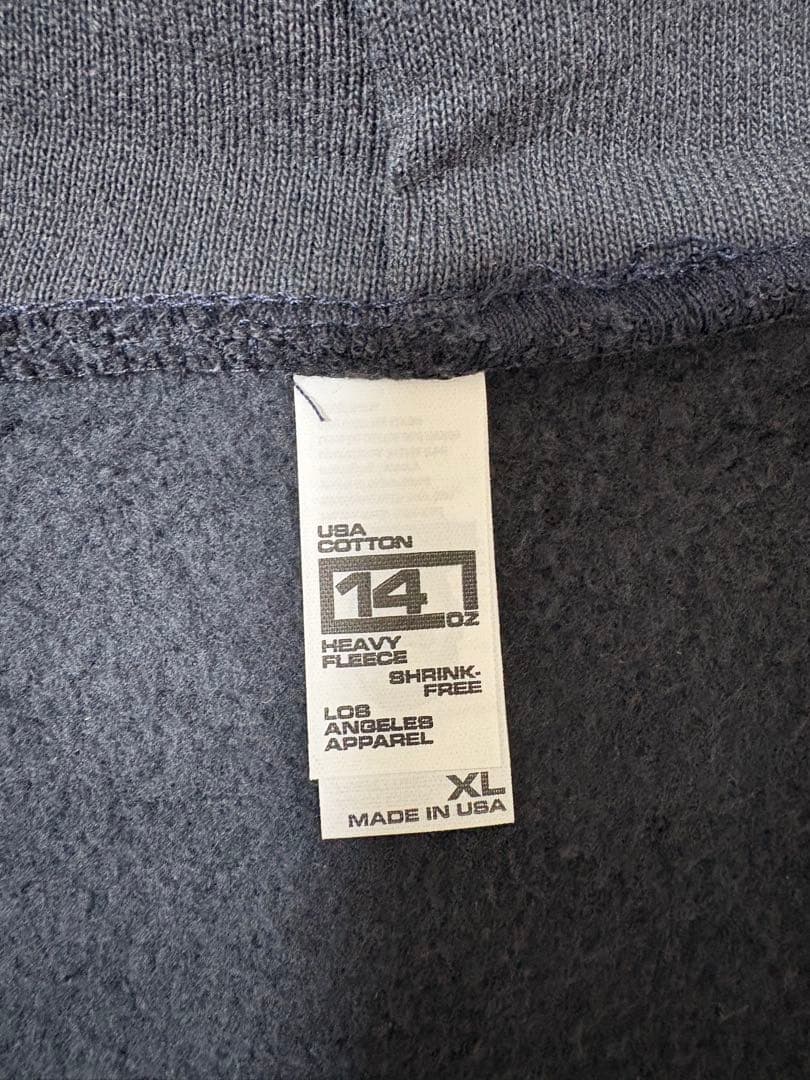 USA
COTTON
14
OZ
HEAVY
FLEECE
SHRINK-
FREE
LOS
ANGELES
APPAREL
XL
MADE IN USA